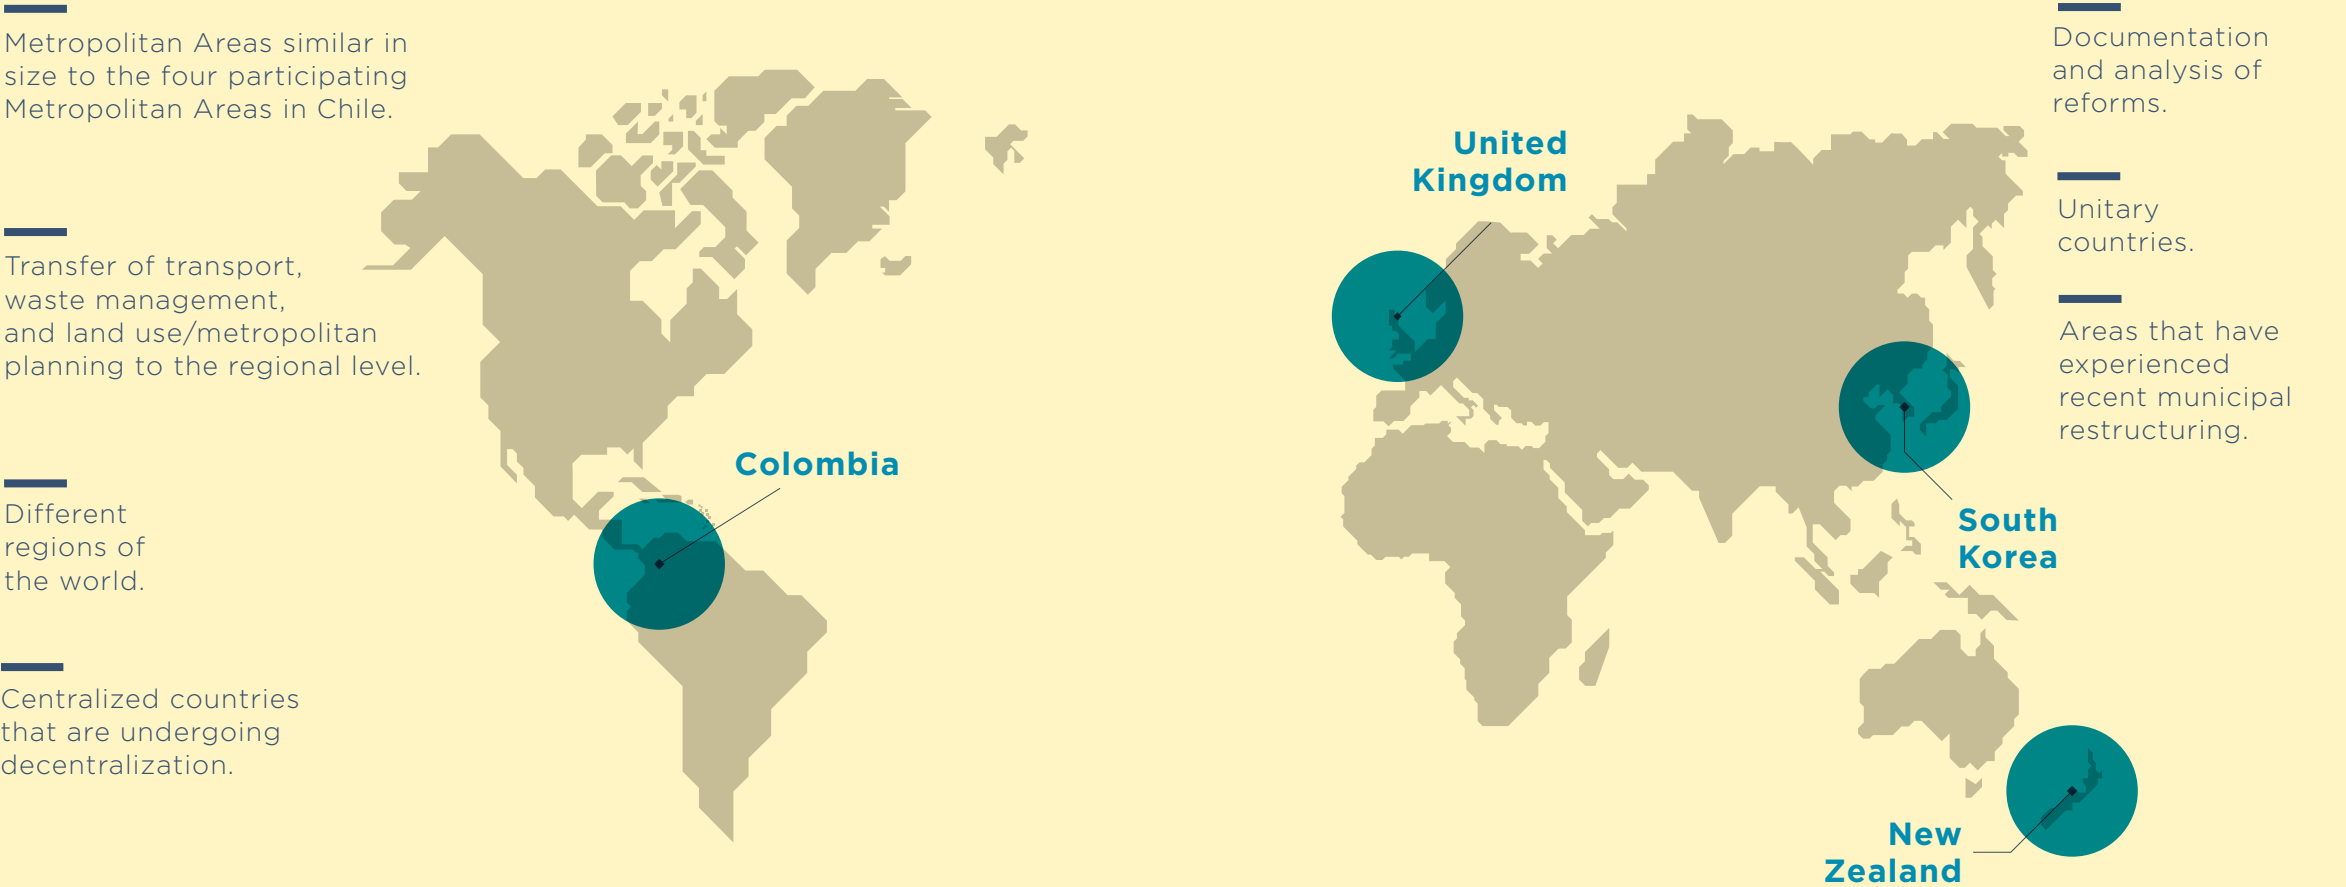 Metropolitan Areas similar in
size to the four participating
Metropolitan Areas in Chile.
Transfer of transport,
waste management,
and land use/metropolitan
planning to the regional level.
Different
regions of
the world.
Centralized countries
that are undergoing
decentralization.
Colombia
United
Kingdom
South
Korea
New
Zealand
Documentation
and analysis of
reforms.
Unitary
countries.
Areas that have
experienced
recent municipal
restructuring.